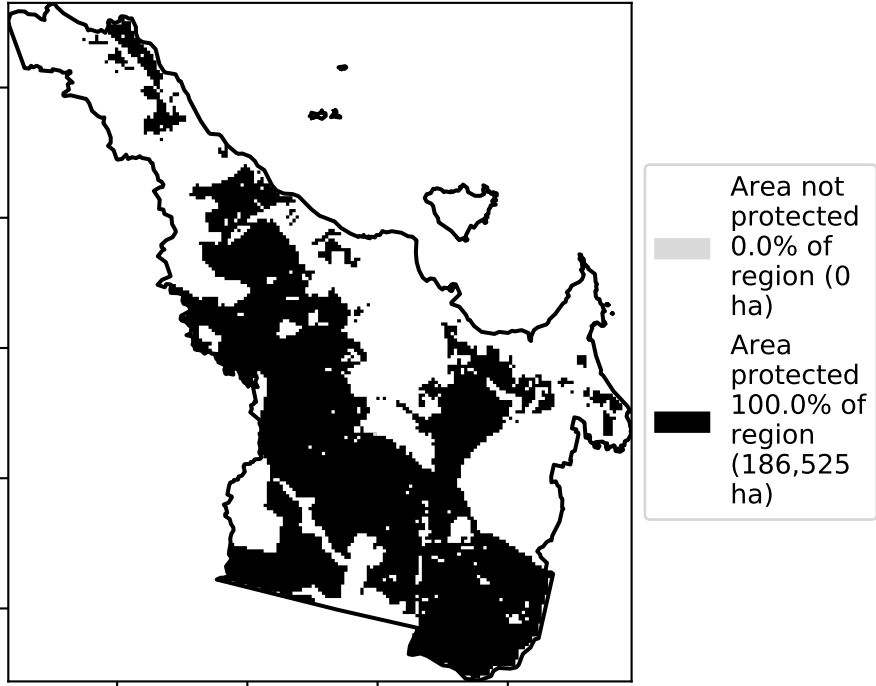 Area not
protected
0.0% of
region (0
ha)
Area
protected
100.0% of
region
(186,525
ha)